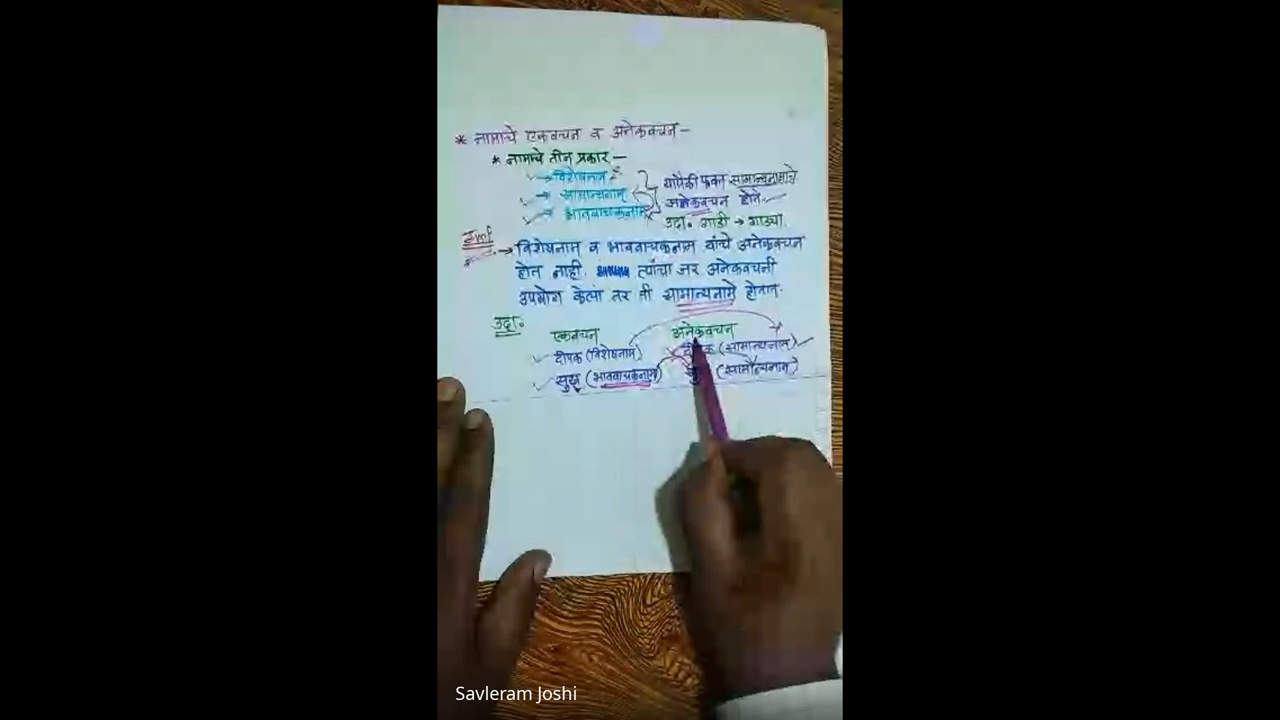 * नामाचे एकवचन व अनेकवचन -
* नामाचे तीन प्रकार -
→ विशेषनाम
→ सामान्यनाम
→ भाववाचकनाम
यापैकी फक्त सामान्यनामाचे
अनेकवचन होते.
उदा. गाडी → गाड्या.
Imp
→ विशेषनाम व भाववाचकनाम यांचे अनेकवचन
होत नाही. त्यांचा जर अनेकवचनी
उपयोग केला तर ती सामान्यनामे होतात.
उदा.
एकवचन अनेकवचन
दीपक (विशेषनाम) (सामान्यनाम)
सुख (भाववाचकनाम) (सामान्यनाम)
Savleram Joshi